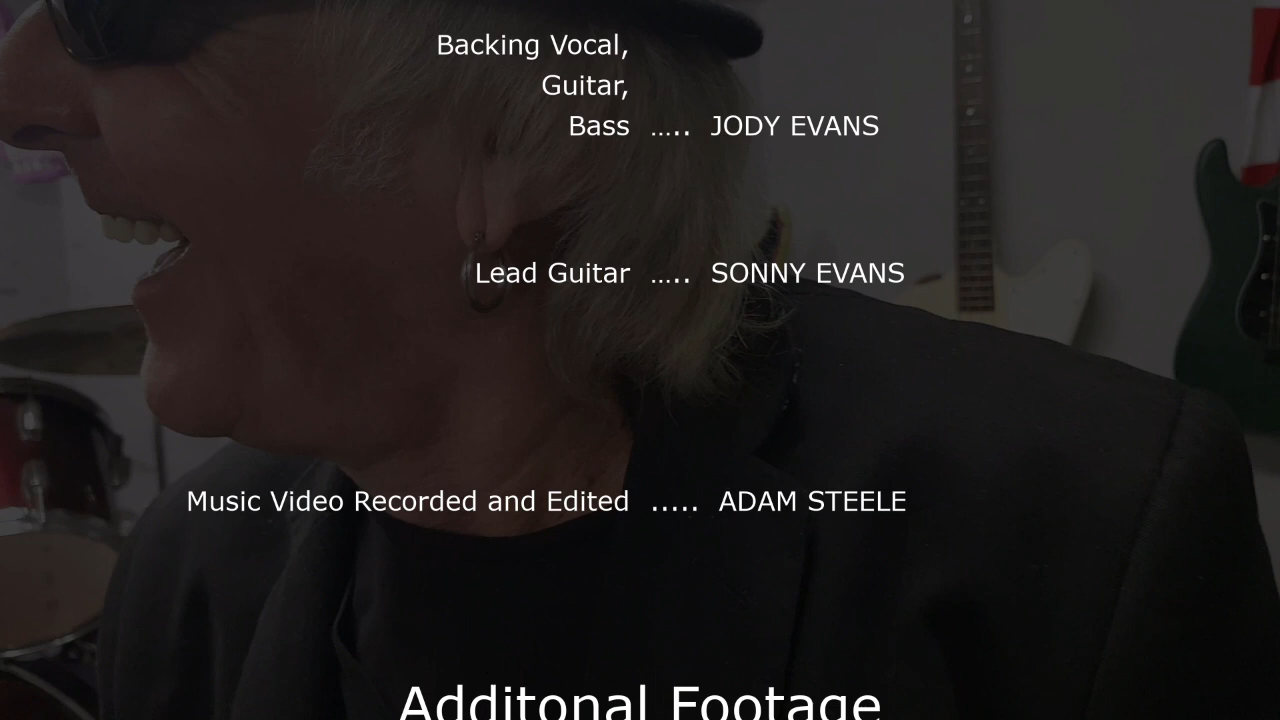 Backing Vocal,
Guitar,
Bass ….. JODY EVANS
Lead Guitar ….. SONNY EVANS
Music Video Recorded and Edited ..... ADAM STEELE
Additonal Footage